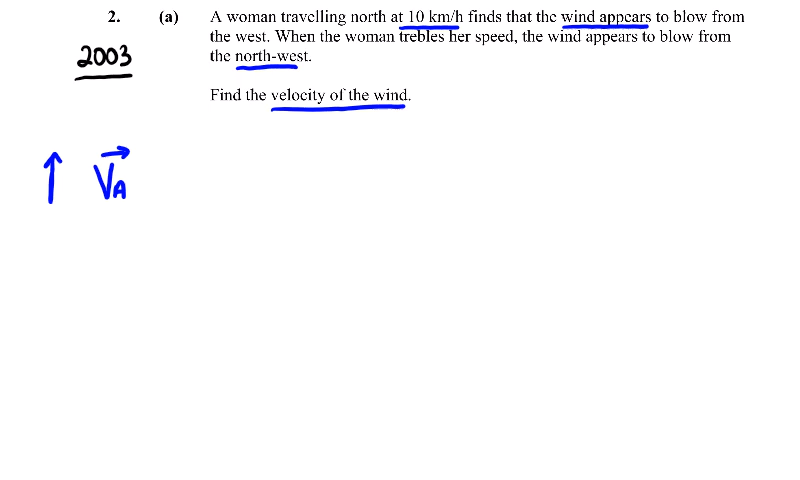 2. (a) A woman travelling north at 10 km/h finds that the wind appears to blow from
the west. When the woman trebles her speed, the wind appears to blow from
the north-west.
2003
Find the velocity of the wind.
↑ V⃗A